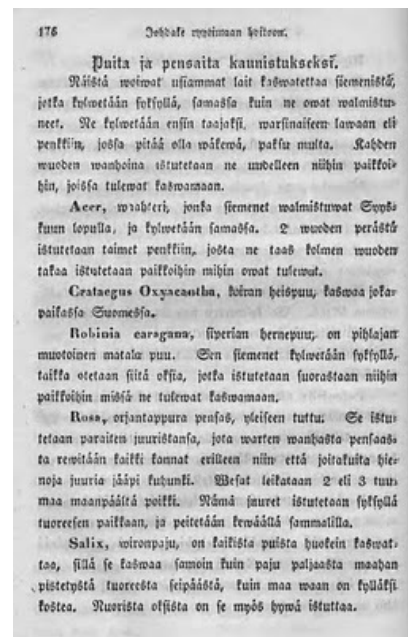 176 Johdake ryytimaan hoitoon.
Puita ja pensaita kaunistukseksi.
Näistä woiwat usiammat lait kaswatettaa siemenistä,
jotka kylwetään syksyllä, samassa kuin ne owat walmistu-
neet. Ne kylwetään ensin taajaksi, warsinaiseen lawaan eli
penkkiin, jossa pitää olla wäkewä, paksu multa. Kahden
wuoden wanhoina istutetaan ne uudelleen niihin paikkoi-
hin, joissa tulewat kaswamaan.
Acer, waahteri, jonka siemenet walmistuwat Syys-
kuun lopulla, ja kylwetään samassa. 2 wuoden perästä
istutetaan taimet penkkiin, josta ne taas kolmen wuoden
takaa istutetaan paikkoihin mihin owat tulewat.
Crataegus Oxyacantha, koiran heispuu, kaswaa joka-
paikassa Suomessa.
Robinia caragana, siperian hernepuu, on pihlajan
muotoinen matala puu. Sen siemenet kylwetään syksyllä,
taikka otetaan siitä oksia, jotka istutetaan suorastaan niihin
paikkoihin missä ne tulewat kaswamaan.
Rosa, orjantappura pensas, yleiseen tuttu. Se istu-
tetaan paraiten juuristansa, jota warten wanhasta pensaas-
ta rewitään kaikki kannat erilleen niin että joitakuita hie-
noja juuria jääpi kuhunki. Wesat leikataan 2 eli 3 tuu-
maa maanpäältä poikki. Nämä juuret istutetaan syksyllä
tuoreesen paikkaan, ja peitetään kewäällä sammalilla.
Salix, wironpaju, on kaikista puista huokein kaswat-
taa, sillä se kaswaa samoin kuin paju paljaasta maahan
pistetystä tuoreesta seipäästä, kuin maa waan on kylläksi
kostea. Nuorista oksista on se myös hywä istuttaa.